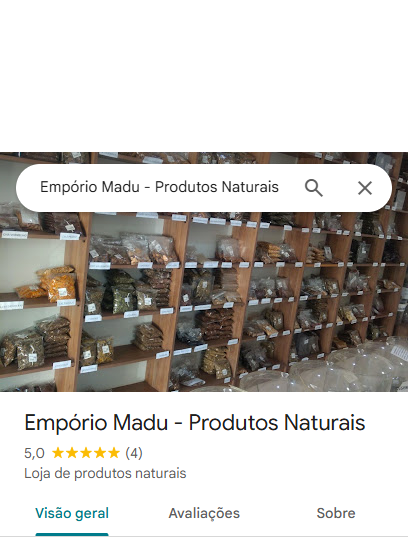 Empório Madu - Produtos Naturais
Empório Madu - Produtos Naturais
5,0 ★★★★★ (4)
Loja de produtos naturais
Visão geral Avaliações Sobre